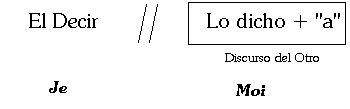 El Decir // Lo dicho + "a"
Discurso del Otro
Je Moi